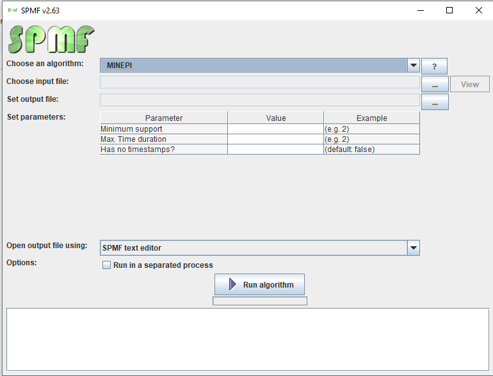 SPMF v2.63
SPMF
Choose an algorithm: MINEPI ?
Choose input file: ... View
Set output file: ...
Set parameters: Parameter Value Example
Minimum support (e.g. 2)
Max. Time duration (e.g. 2)
Has no timestamps? (default: false)
Open output file using: SPMF text editor
Options: Run in a separated process
Run algorithm